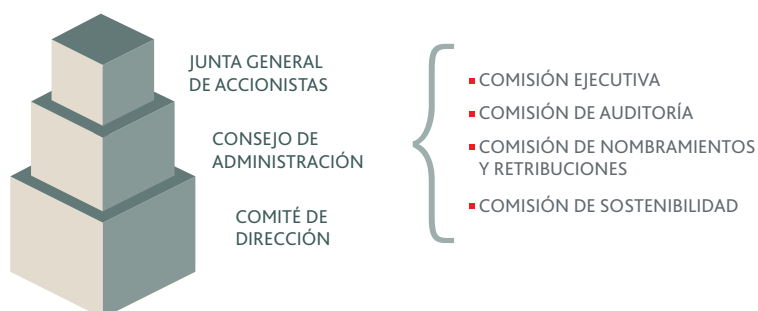 JUNTA GENERAL
DE ACCIONISTAS
CONSEJO DE
ADMINISTRACIÓN
COMITÉ DE
DIRECCIÓN
COMISIÓN EJECUTIVA
COMISIÓN DE AUDITORÍA
COMISIÓN DE NOMBRAMIENTOS
Y RETRIBUCIONES
COMISIÓN DE SOSTENIBILIDAD